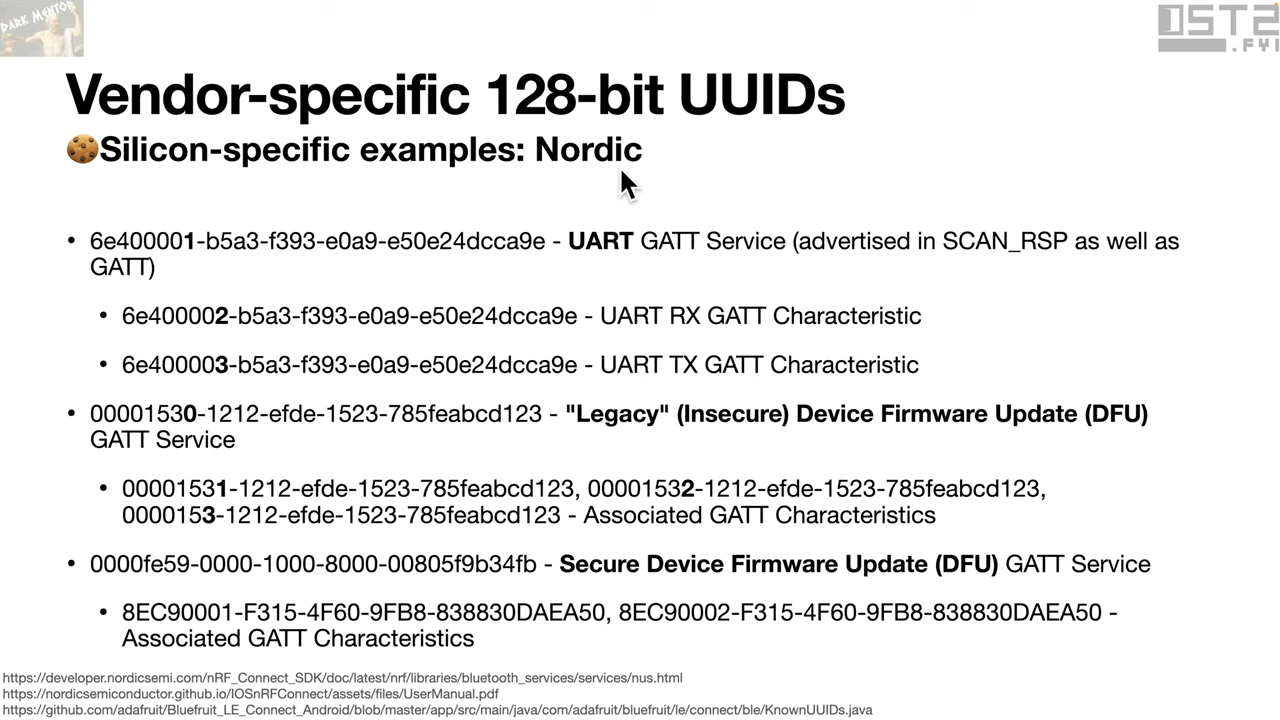 DARK MENTOR
OST2
.FYI
Vendor-specific 128-bit UUIDs
🍪Silicon-specific examples: Nordic
• 6e400001-b5a3-f393-e0a9-e50e24dcca9e - UART GATT Service (advertised in SCAN_RSP as well as
GATT)
• 6e400002-b5a3-f393-e0a9-e50e24dcca9e - UART RX GATT Characteristic
• 6e400003-b5a3-f393-e0a9-e50e24dcca9e - UART TX GATT Characteristic
• 00001530-1212-efde-1523-785feabcd123 - "Legacy" (Insecure) Device Firmware Update (DFU)
GATT Service
• 00001531-1212-efde-1523-785feabcd123, 00001532-1212-efde-1523-785feabcd123,
0000153-1212-efde-1523-785feabcd123 - Associated GATT Characteristics
• 0000fe59-0000-1000-8000-00805f9b34fb - Secure Device Firmware Update (DFU) GATT Service
• 8EC90001-F315-4F60-9FB8-838830DAEA50, 8EC90002-F315-4F60-9FB8-838830DAEA50 -
Associated GATT Characteristics
https://developer.nordicsemi.com/nRF_Connect_SDK/doc/latest/nrf/libraries/bluetooth_services/services/nus.html
https://nordicsemiconductor.github.io/IOSnRFConnect/assets/files/UserManual.pdf
https://github.com/adafruit/Bluefruit_LE_Connect_Android/blob/master/app/src/main/java/com/adafruit/bluefruit/le/connect/ble/KnownUUIDs.java